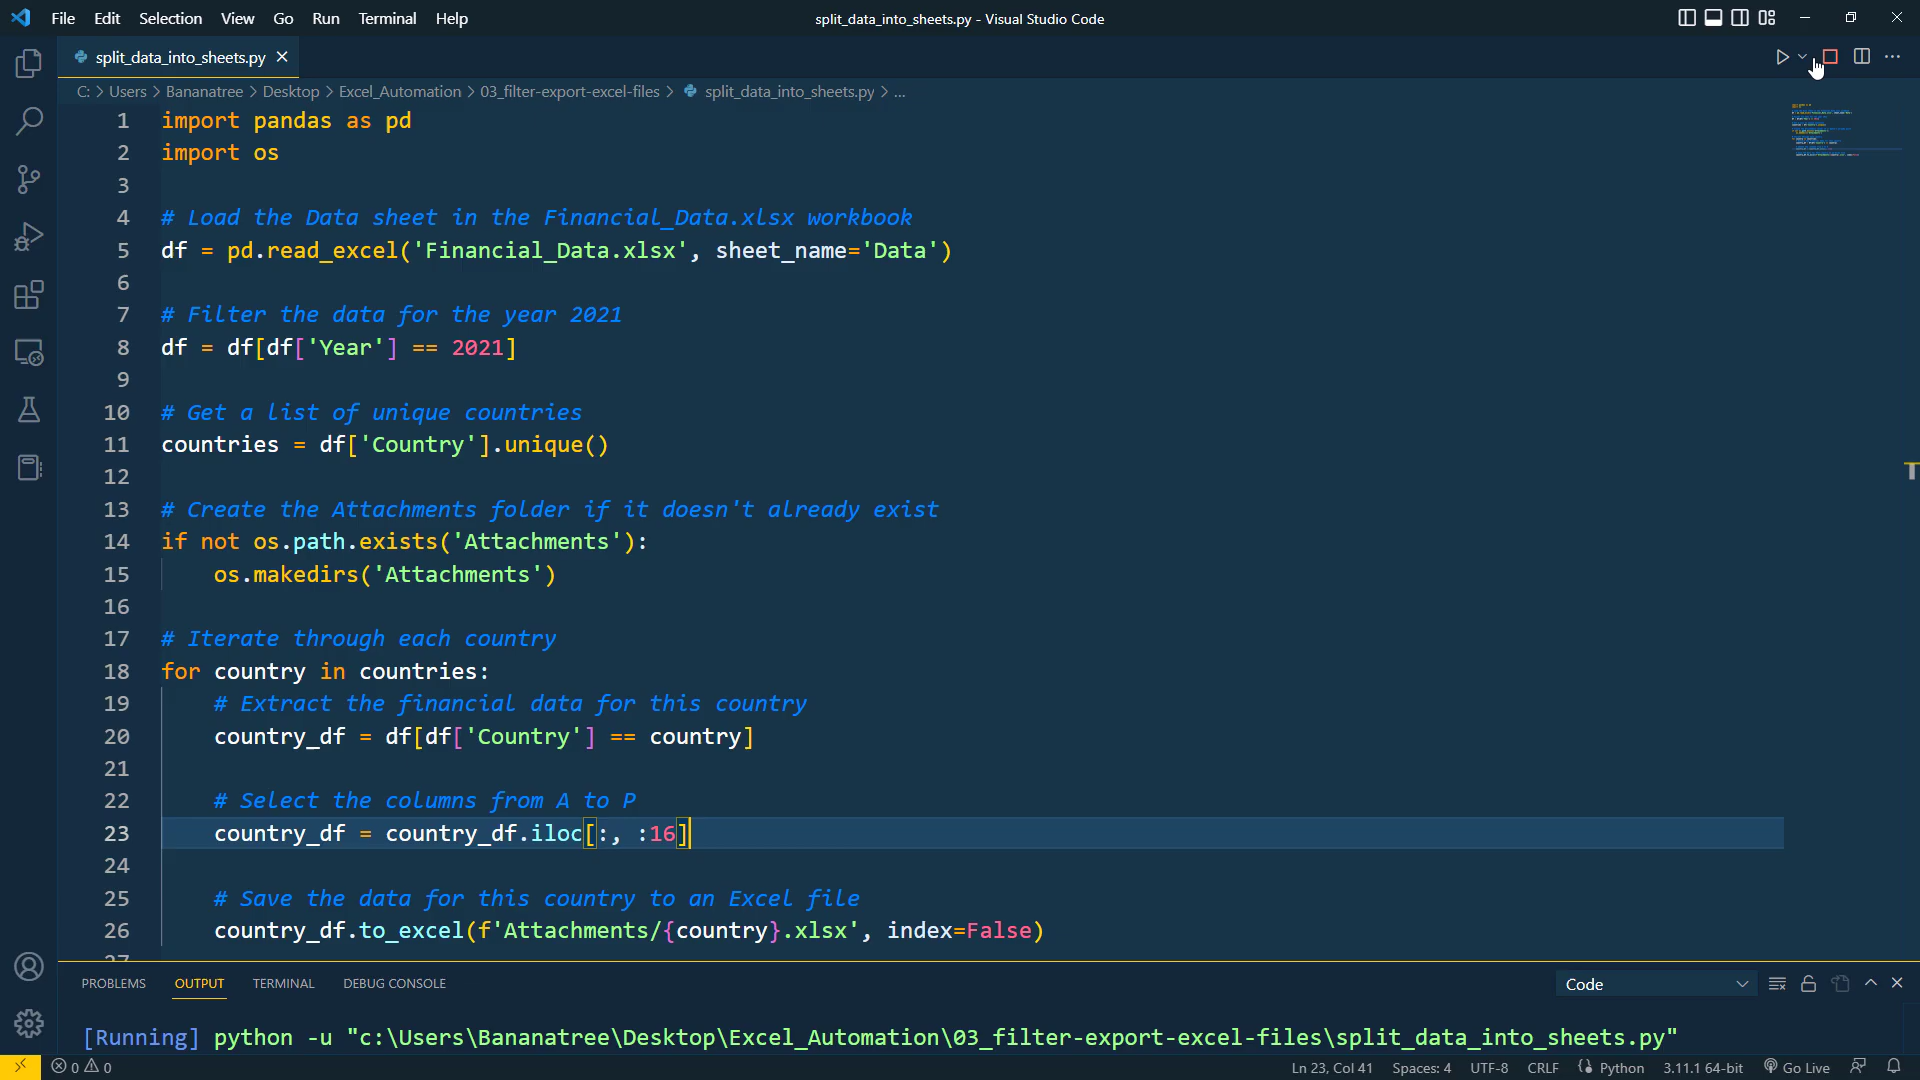 File Edit Selection View Go Run Terminal Help split_data_into_sheets.py - Visual Studio Code
split_data_into_sheets.py
C: > Users > Bananatree > Desktop > Excel_Automation > 03_filter-export-excel-files > split_data_into_sheets.py > ...
1 import pandas as pd
2 import os
3
4 # Load the Data sheet in the Financial_Data.xlsx workbook
5 df = pd.read_excel('Financial_Data.xlsx', sheet_name='Data')
6
7 # Filter the data for the year 2021
8 df = df[df['Year'] == 2021]
9
10 # Get a list of unique countries
11 countries = df['Country'].unique()
12
13 # Create the Attachments folder if it doesn't already exist
14 if not os.path.exists('Attachments'):
15     os.makedirs('Attachments')
16
17 # Iterate through each country
18 for country in countries:
19     # Extract the financial data for this country
20     country_df = df[df['Country'] == country]
21
22     # Select the columns from A to P
23     country_df = country_df.iloc[:, :16]
24
25     # Save the data for this country to an Excel file
26     country_df.to_excel(f'Attachments/{country}.xlsx', index=False)
27
PROBLEMS OUTPUT TERMINAL DEBUG CONSOLE Code
[Running] python -u "c:\Users\Bananatree\Desktop\Excel_Automation\03_filter-export-excel-files\split_data_into_sheets.py"
0 0 Ln 23, Col 41 Spaces: 4 UTF-8 CRLF Python 3.11.1 64-bit Go Live